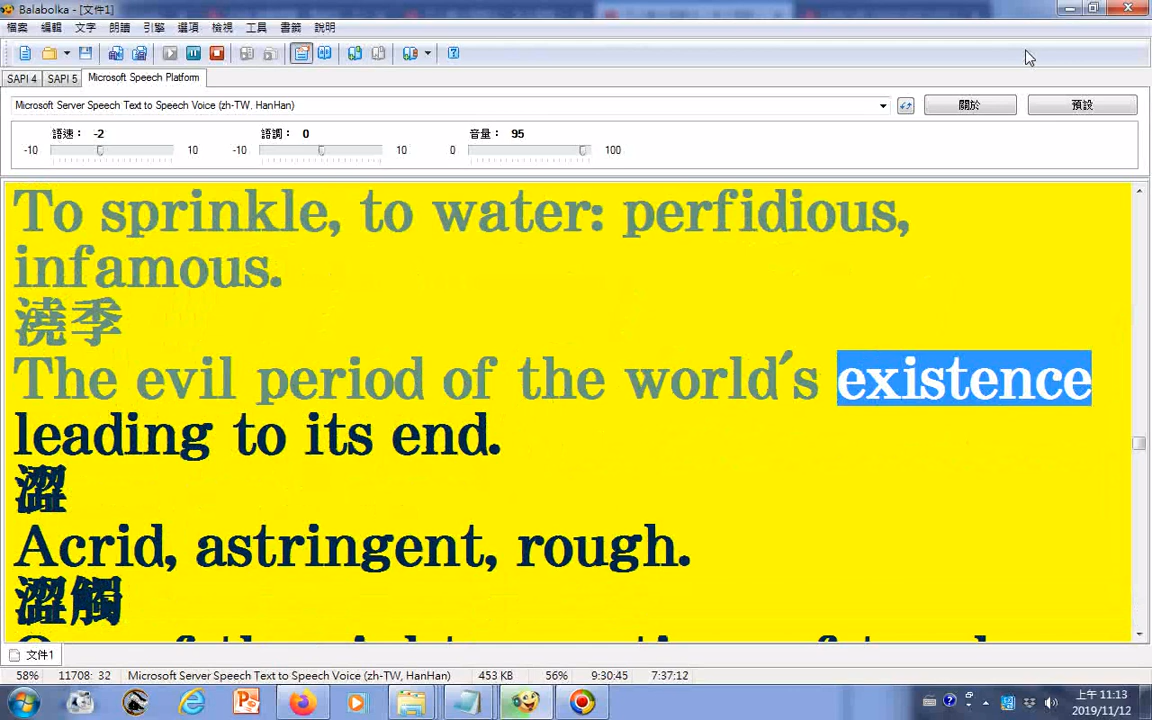 Balabolka - [文件1]
檔案 編輯 文字 朗讀 引擎 選項 檢視 工具 書籤 說明
SAPI 4 SAPI 5 Microsoft Speech Platform
Microsoft Server Speech Text to Speech Voice (zh-TW, HanHan)
關於 預設
語速： -2 語調： 0 音量： 95
-10 10 -10 10 0 100
To sprinkle, to water: perfidious,
infamous.
澆季
The evil period of the world's existence
leading to its end.
澀
Acrid, astringent, rough.
澀觸
文件1
58% 11708: 32 Microsoft Server Speech Text to Speech Voice (zh-TW, HanHan) 453 KB 56% 9:30:45 7:37:12
上午 11:13
2019/11/12